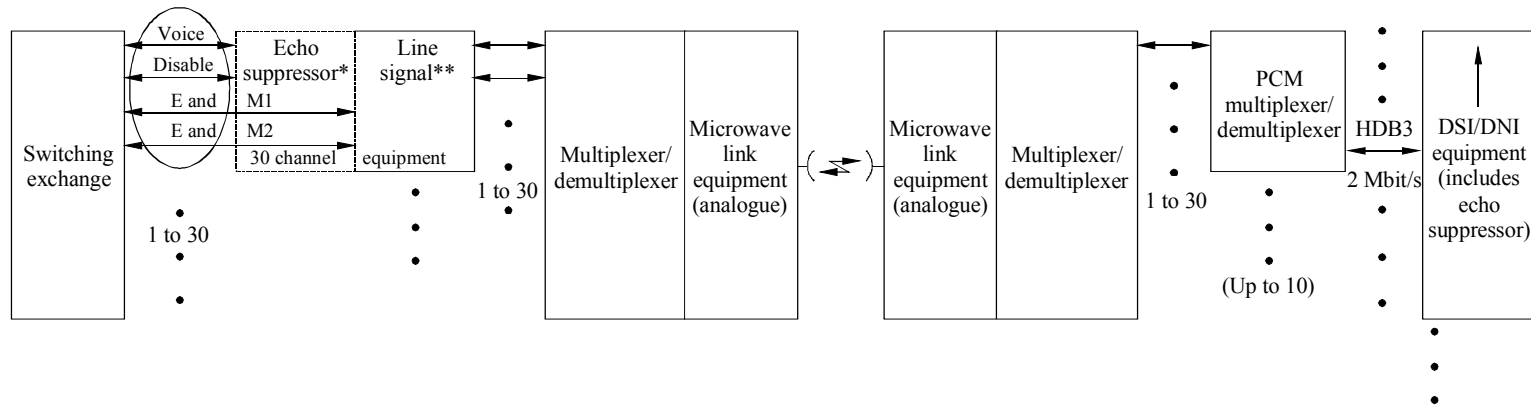 Switching
exchange
Voice
Disable
E and M1
E and M2
1 to 30
Echo
suppressor*
30 channel
Line
signal**
equipment
1 to 30
Multiplexer/
demultiplexer
Microwave
link
equipment
(analogue)
Microwave
link
equipment
(analogue)
Multiplexer/
demultiplexer
1 to 30
PCM
multiplexer/
demultiplexer
(Up to 10)
HDB3
2 Mbit/s
DSI/DNI
equipment
(includes
echo
suppressor)